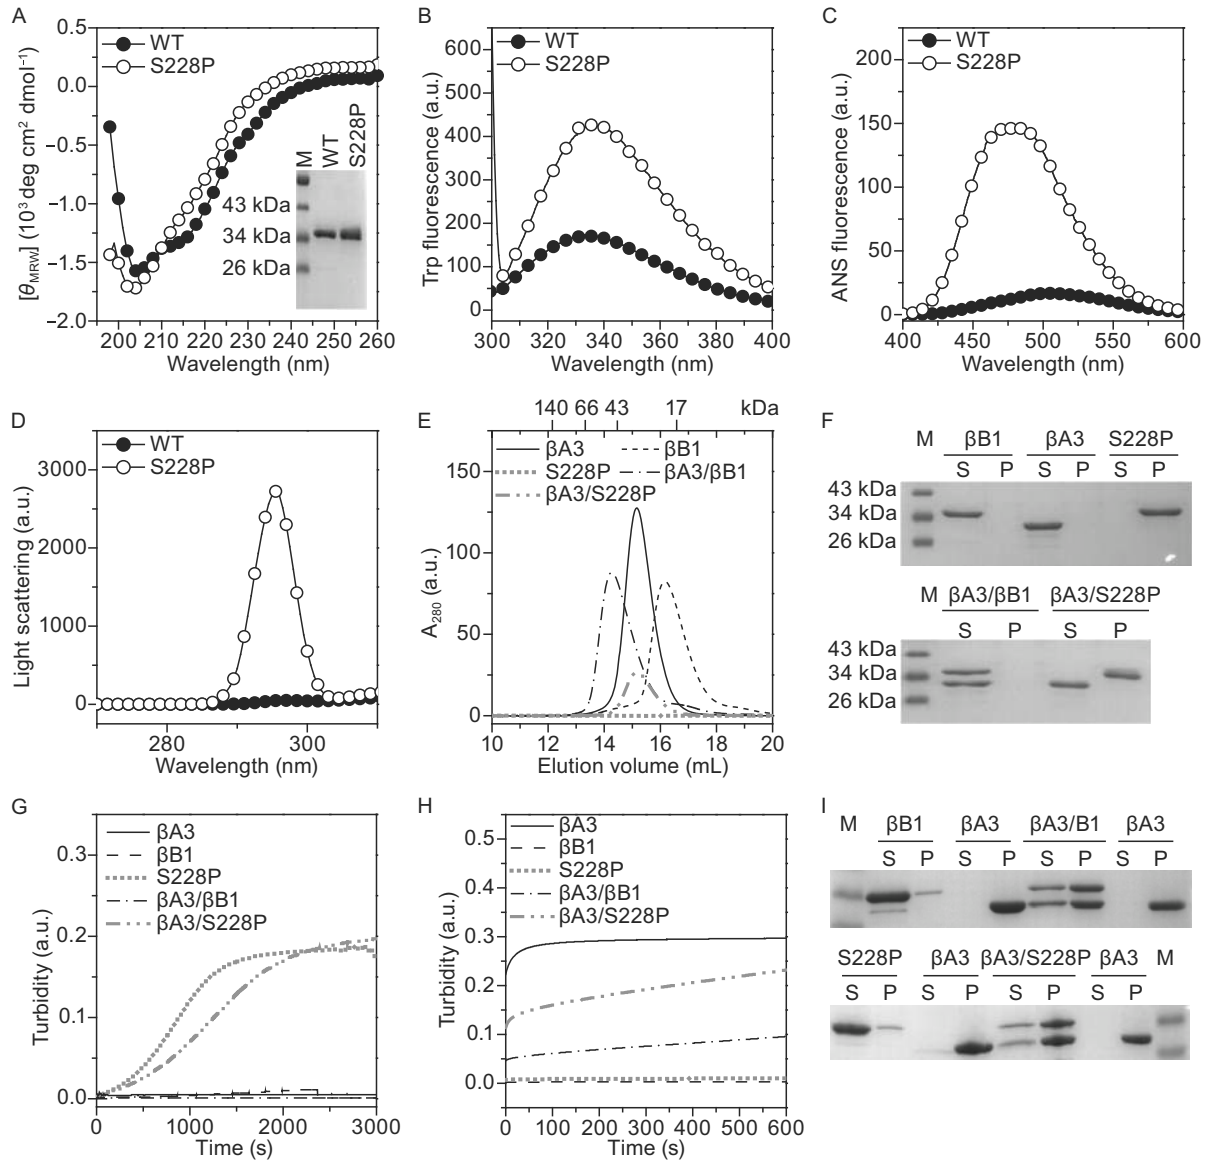 A
0.5
0.0
−0.5
−1.0
−1.5
−2.0
[θMRW] (10³ deg cm² dmol⁻¹)
WT
S228P
M WT S228P
43 kDa
34 kDa
26 kDa
200 210 220 230 240 250 260
Wavelength (nm)
B
600
500
400
300
200
100
0
Trp fluorescence (a.u.)
WT
S228P
300 320 340 360 380 400
Wavelength (nm)
C
200
150
100
50
0
ANS fluorescence (a.u.)
WT
S228P
400 450 500 550 600
Wavelength (nm)
D
3000
2000
1000
0
Light scattering (a.u.)
WT
S228P
280 300
Wavelength (nm)
E
140 66 43 17 kDa
150
100
50
0
A₂₈₀ (a.u.)
βA3 βB1
S228P βA3/βB1
βA3/S228P
10 12 14 16 18 20
Elution volume (mL)
F
M βB1 βA3 S228P
S P S P S P
43 kDa
34 kDa
26 kDa
M βA3/βB1 βA3/S228P
S P S P
43 kDa
34 kDa
26 kDa
G
0.3
0.2
0.1
0.0
Turbidity (a.u.)
βA3
βB1
S228P
βA3/βB1
βA3/S228P
0 1000 2000 3000
Time (s)
H
0.5
0.4
0.3
0.2
0.1
0.0
Turbidity (a.u.)
βA3
βB1
S228P
βA3/βB1
βA3/S228P
0 100 200 300 400 500 600
Time (s)
I
M βB1 βA3 βA3/B1 βA3
S P S P S P S P
S228P βA3 βA3/S228P βA3 M
S P S P S P S P